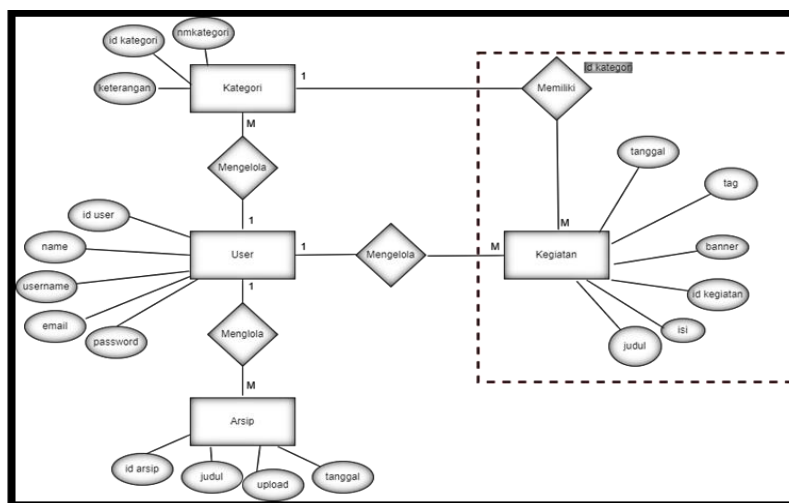 nmkategori
id kategori
keterangan
Kategori
1
Memiliki
id kategori
M
Mengelola
1
tanggal
tag
M
id user
name
username
email
password
User
1
Mengelola
M
Kegiatan
banner
id kegiatan
isi
judul
1
Menglola
M
Arsip
id arsip
judul
upload
tanggal